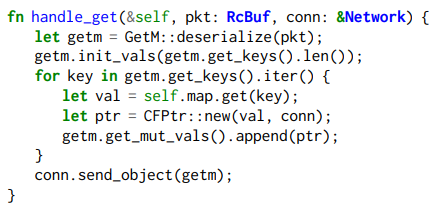 fn handle_get(&self, pkt: RcBuf, conn: &Network) {
    let getm = GetM::deserialize(pkt);
    getm.init_vals(getm.get_keys().len());
    for key in getm.get_keys().iter() {
        let val = self.map.get(key);
        let ptr = CFPtr::new(val, conn);
        getm.get_mut_vals().append(ptr);
    }
    conn.send_object(getm);
}